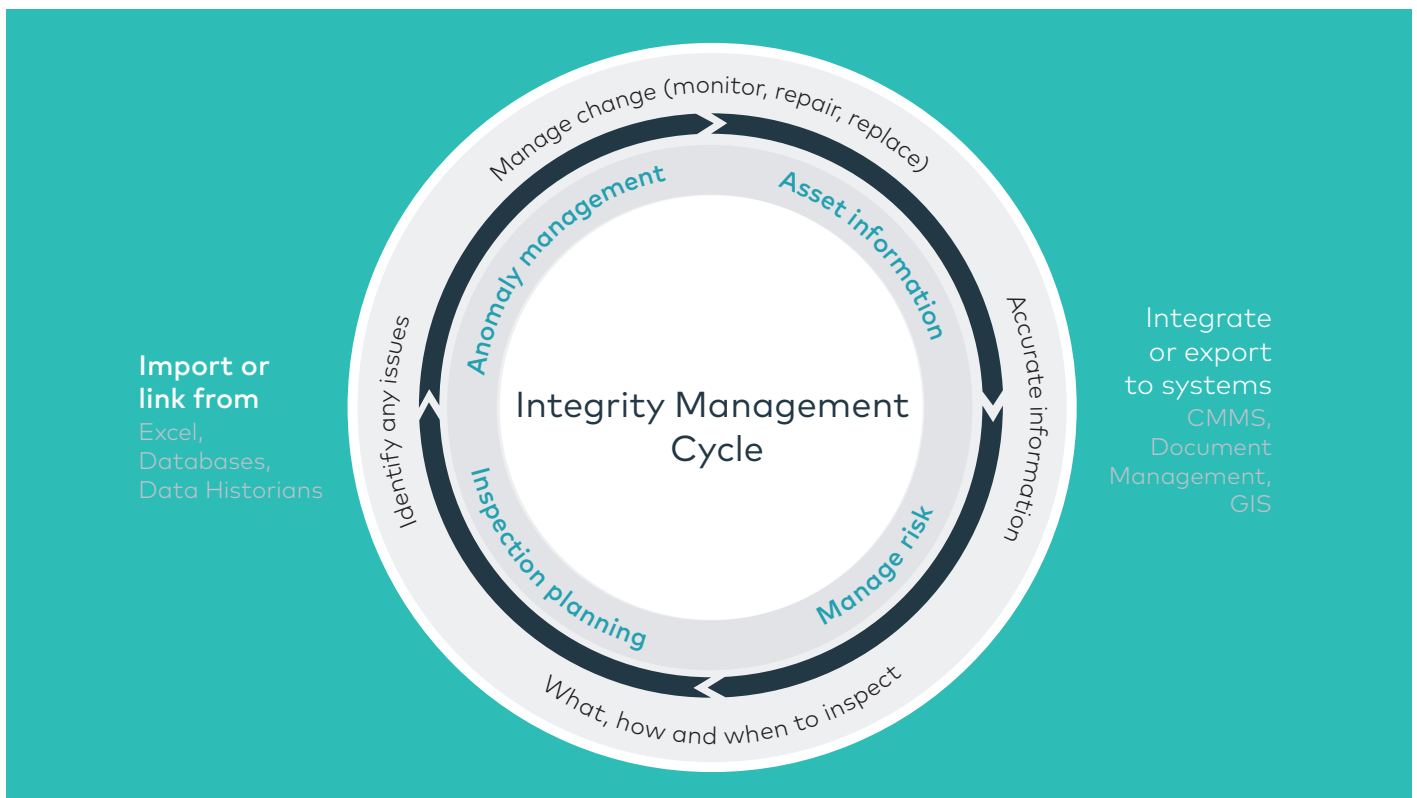 Manage change (monitor, repair, replace)
Anomaly management
Asset information
Accurate information
Identify any issues
Import or
link from
Excel,
Databases,
Data Historians
Integrity Management
Cycle
Integrate
or export
to systems
CMMS,
Document
Management,
GIS
Inspection planning
Manage risk
What, how and when to inspect